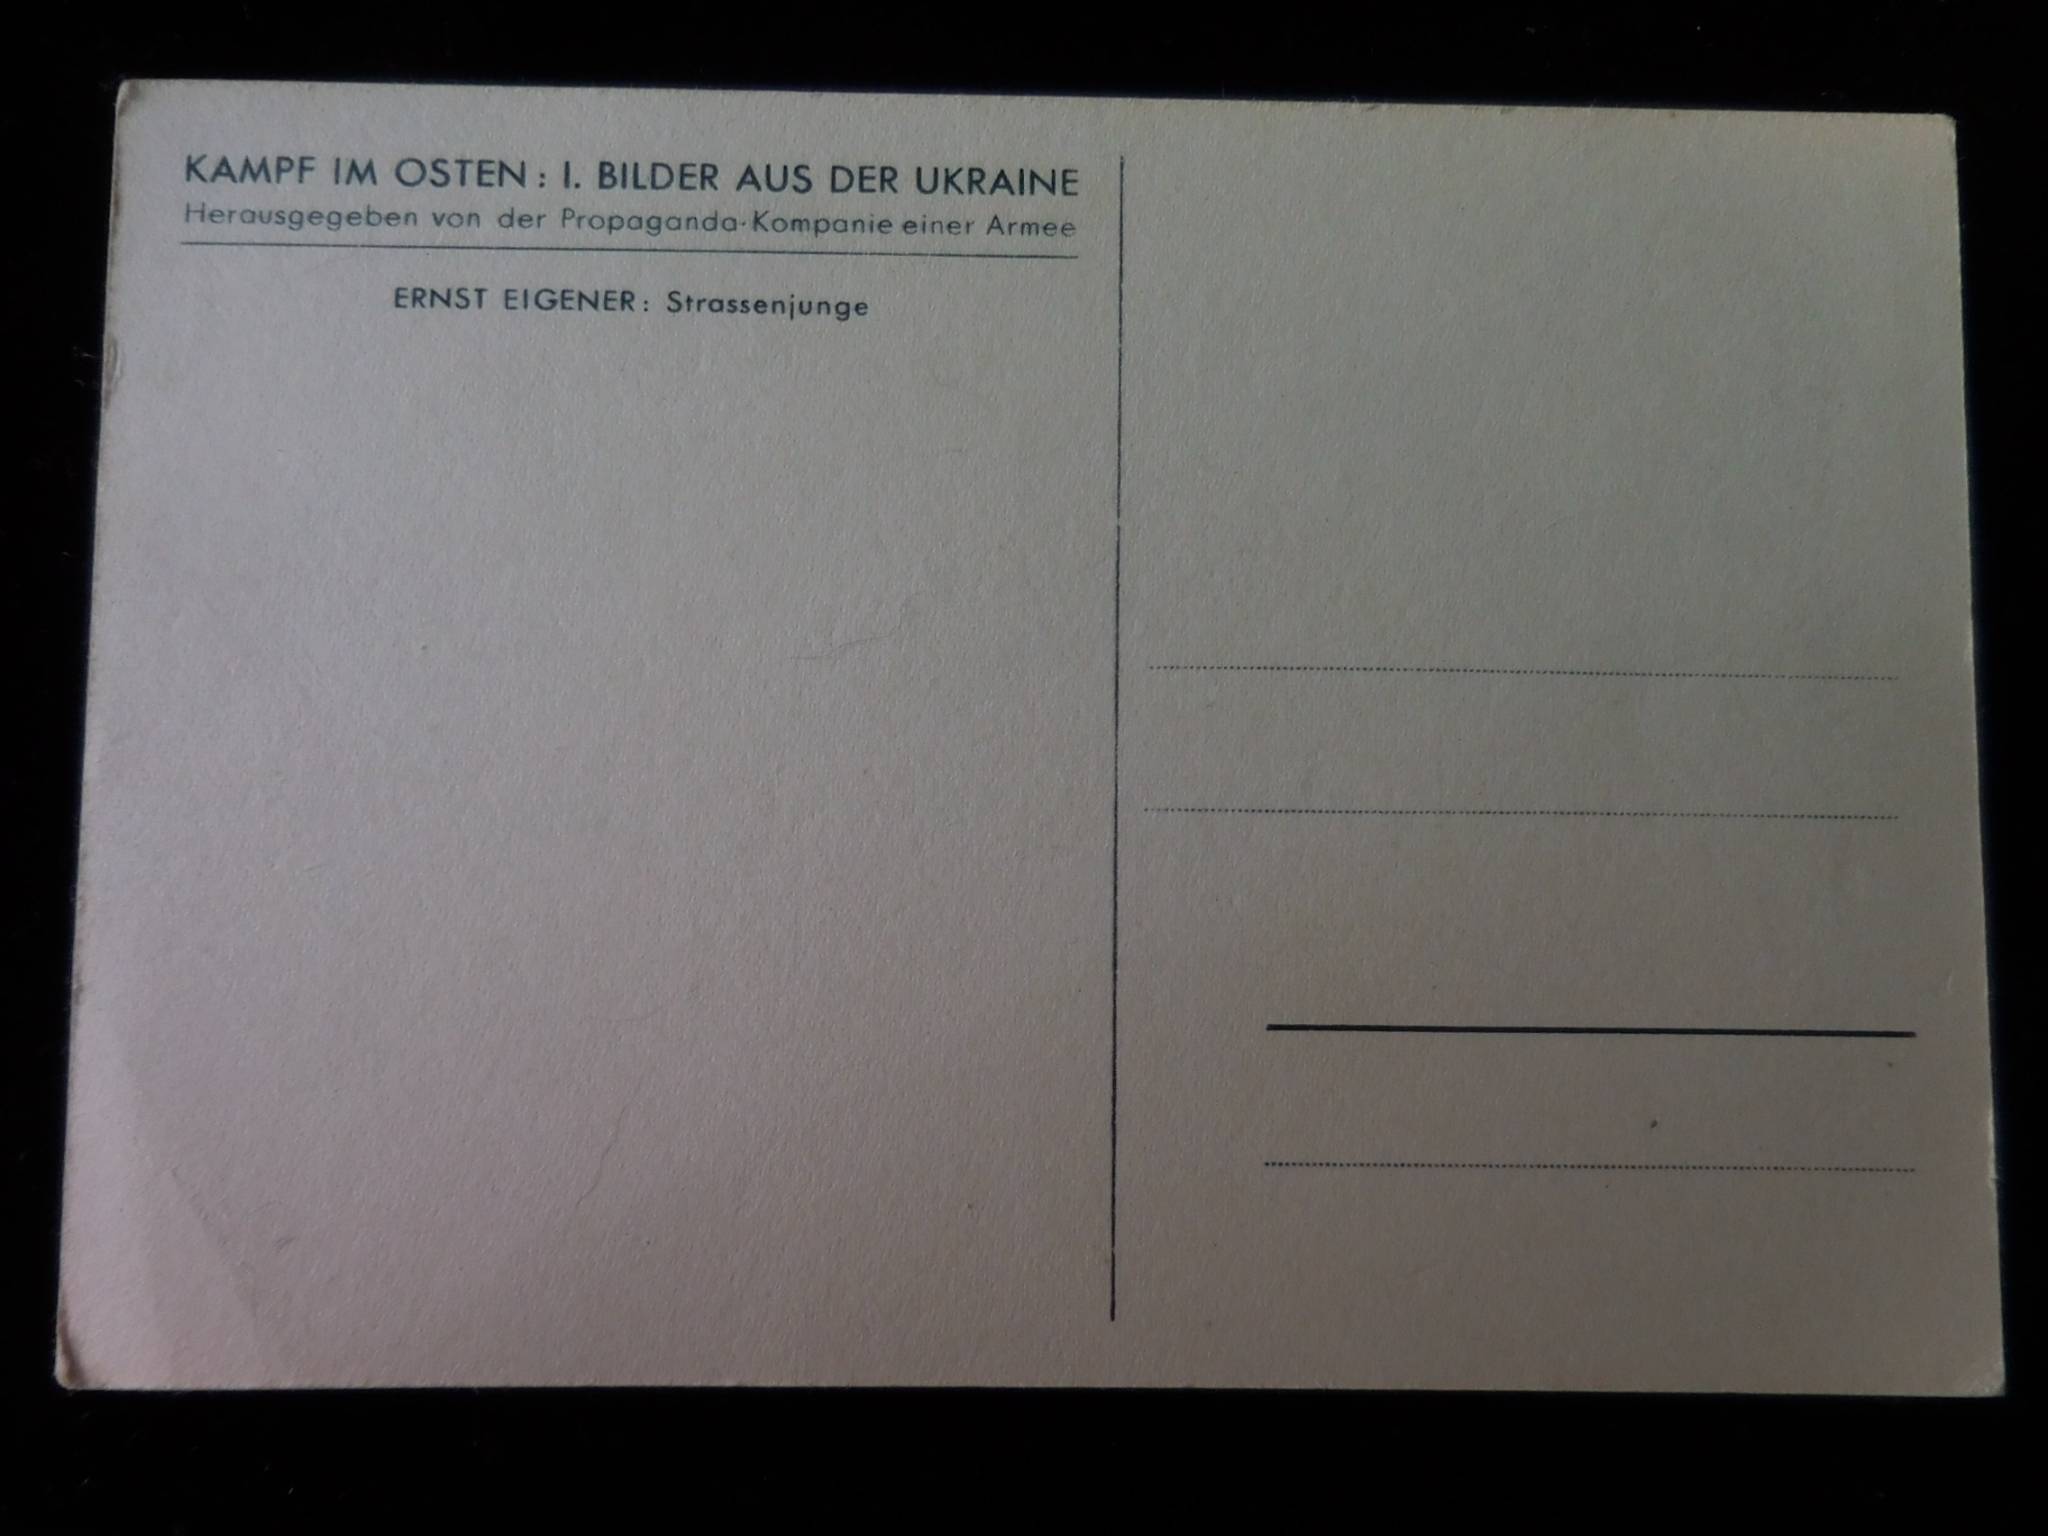 KAMPF IM OSTEN: I. BILDER AUS DER UKRAINE
Herausgegeben von der Propaganda-Kompanie einer Armee
ERNST EIGENER: Strassenjunge